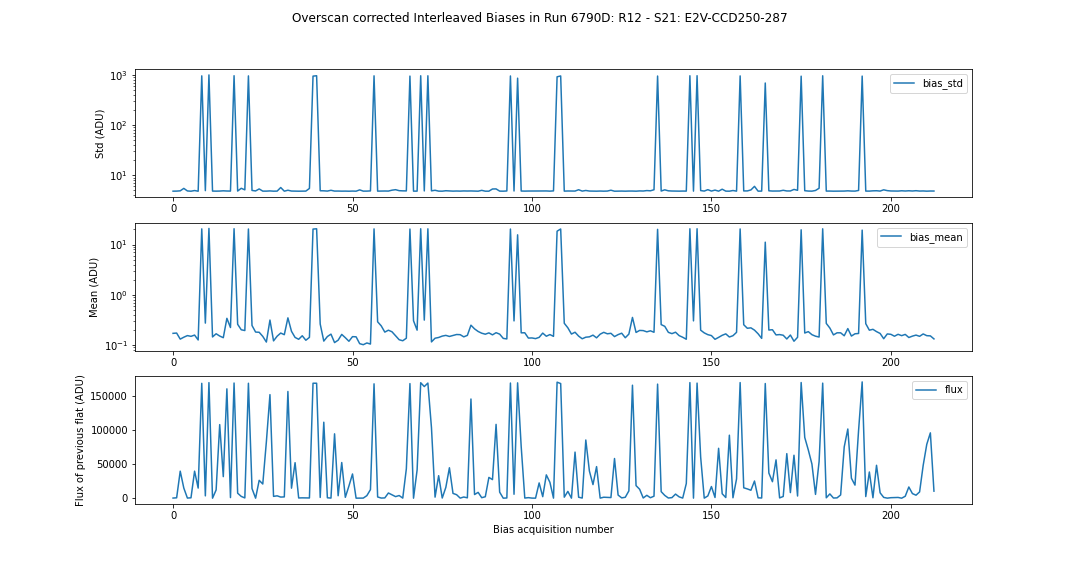 Overscan corrected Interleaved Biases in Run 6790D: R12 - S21: E2V-CCD250-287
10³
10²
10¹
Std (ADU)
bias_std
0 50 100 150 200
10¹
10⁰
10⁻¹
Mean (ADU)
bias_mean
0 50 100 150 200
150000
100000
50000
0
Flux of previous flat (ADU)
flux
0 50 100 150 200
Bias acquisition number